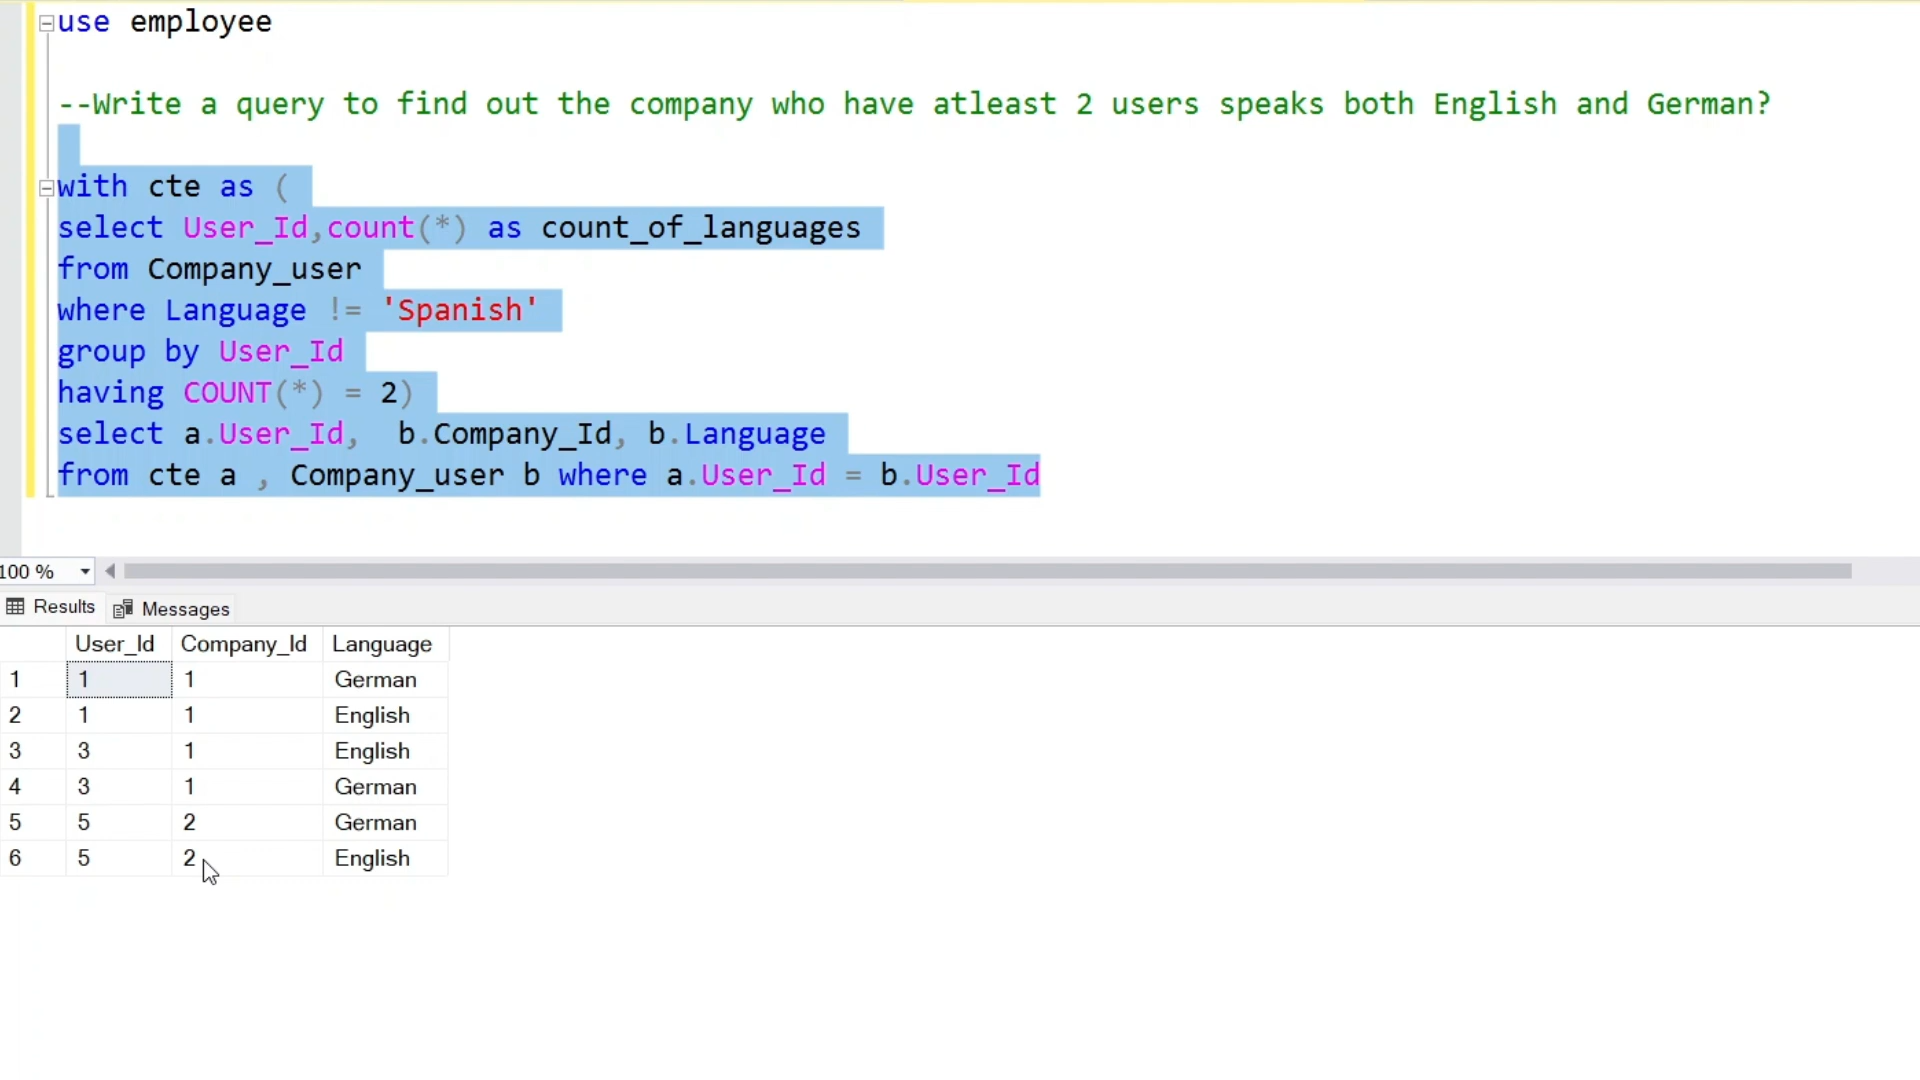 use employee
--Write a query to find out the company who have atleast 2 users speaks both English and German?
with cte as (
select User_Id,count(*) as count_of_languages
from Company_user
where Language != 'Spanish'
group by User_Id
having COUNT(*) = 2)
select a.User_Id,  b.Company_Id, b.Language
from cte a , Company_user b where a.User_Id = b.User_Id
100 %
Results Messages
User_Id Company_Id Language
1 1 1 German
2 1 1 English
3 3 1 English
4 3 1 German
5 5 2 German
6 5 2 English